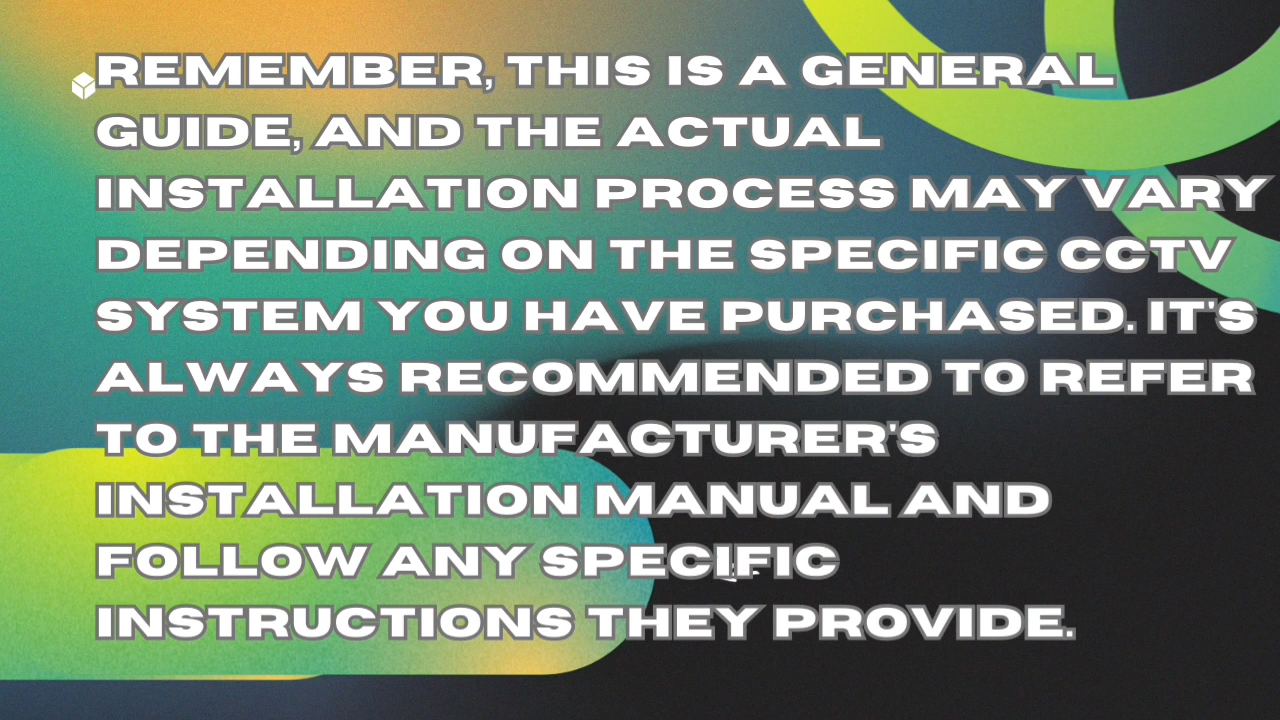 REMEMBER, THIS IS A GENERAL
GUIDE, AND THE ACTUAL
INSTALLATION PROCESS MAY VARY
DEPENDING ON THE SPECIFIC CCTV
SYSTEM YOU HAVE PURCHASED. IT'S
ALWAYS RECOMMENDED TO REFER
TO THE MANUFACTURER'S
INSTALLATION MANUAL AND
FOLLOW ANY SPECIFIC
INSTRUCTIONS THEY PROVIDE.